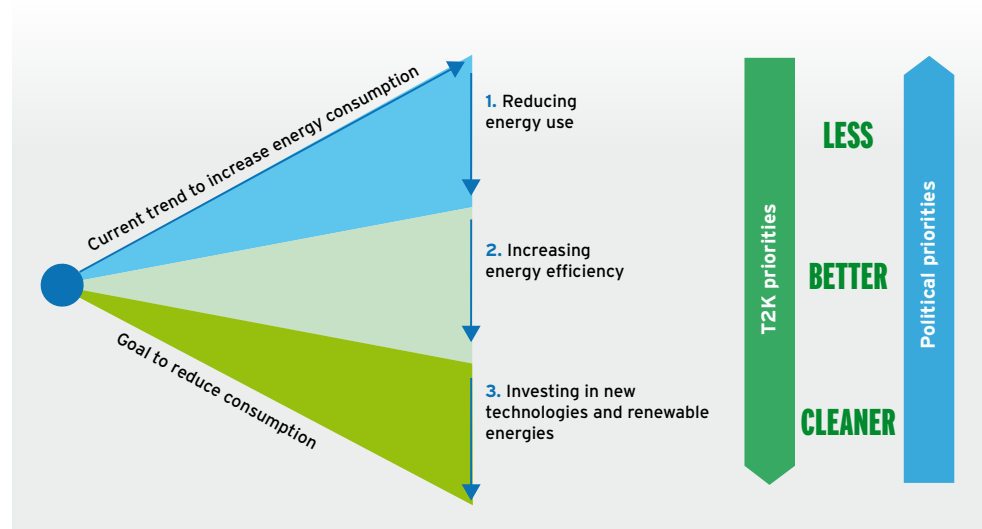 Current trend to increase energy consumption
Goal to reduce consumption
1. Reducing
energy use
2. Increasing
energy efficiency
3. Investing in new
technologies and renewable
energies
T2K priorities
LESS
BETTER
CLEANER
Political priorities